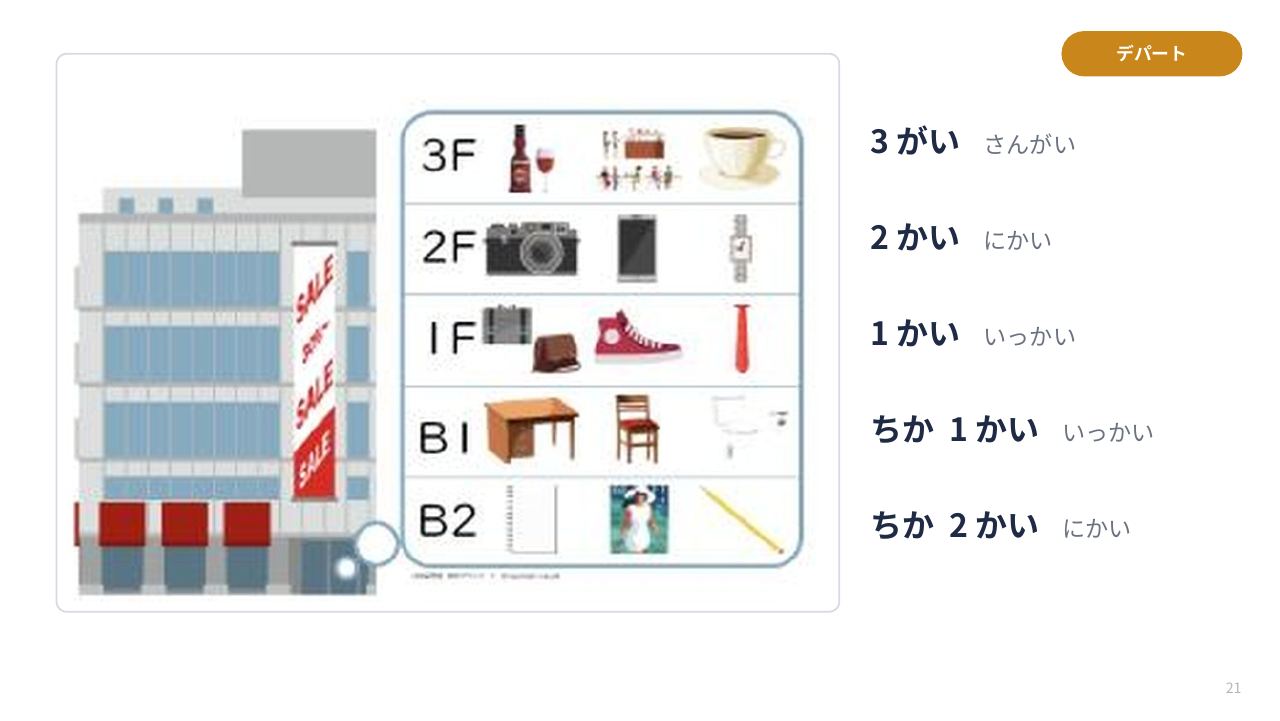 デパート
3F
2F
1F
B1
B2
SALE
SALE
SALE
3 がい さんがい
2 かい にかい
1 かい いっかい
ちか 1 かい いっかい
ちか 2 かい にかい
21